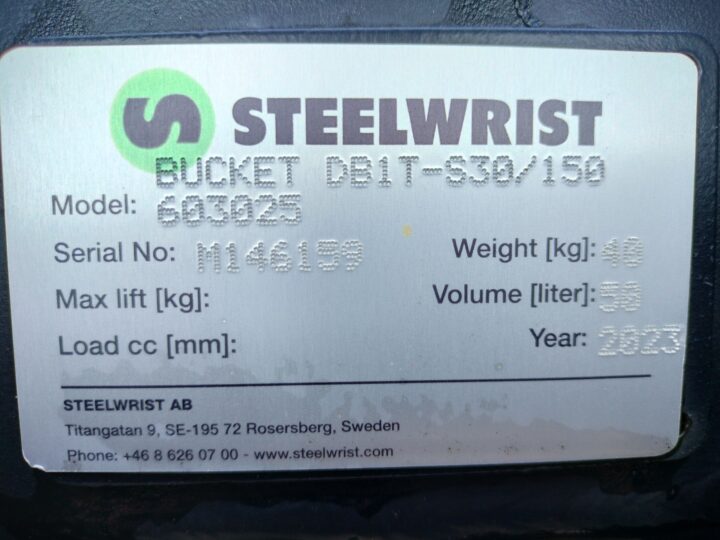 STEELWRIST
BUCKET DB1T-S30/150
Model: 603025
Serial No: M146159 Weight [kg]: 40
Max lift [kg]: Volume [liter]: 50
Load cc [mm]: Year: 2023
STEELWRIST AB
Titangatan 9, SE-195 72 Rosersberg, Sweden
Phone: +46 8 626 07 00 - www.steelwrist.com